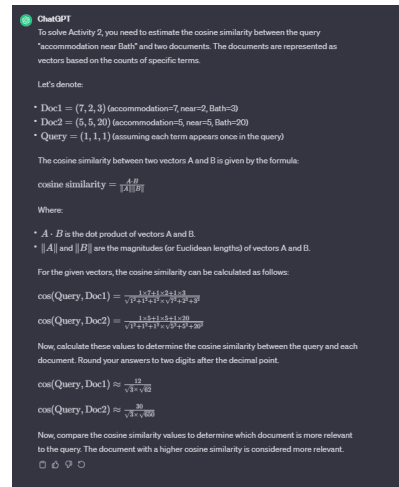 ChatGPT
To solve Activity 2, you need to estimate the cosine similarity between the query
"accommodation near Bath" and two documents. The documents are represented as
vectors based on the counts of specific terms.
Let's denote:
• Doc1 = (7, 2, 3) (accommodation=7, near=2, Bath=3)
• Doc2 = (5, 5, 20) (accommodation=5, near=5, Bath=20)
• Query = (1, 1, 1) (assuming each term appears once in the query)
The cosine similarity between two vectors A and B is given by the formula:
cosine similarity = A·B / ‖A‖‖B‖
Where:
• A · B is the dot product of vectors A and B.
• ‖A‖ and ‖B‖ are the magnitudes (or Euclidean lengths) of vectors A and B.
For the given vectors, the cosine similarity can be calculated as follows:
cos(Query, Doc1) = 1×7+1×2+1×3 / √1²+1²+1² × √7²+2²+3²
cos(Query, Doc2) = 1×5+1×5+1×20 / √1²+1²+1² × √5²+5²+20²
Now, calculate these values to determine the cosine similarity between the query and each
document. Round your answers to two digits after the decimal point.
cos(Query, Doc1) ≈ 12 / √3×√62
cos(Query, Doc2) ≈ 30 / √3×√650
Now, compare the cosine similarity values to determine which document is more relevant
to the query. The document with a higher cosine similarity is considered more relevant.